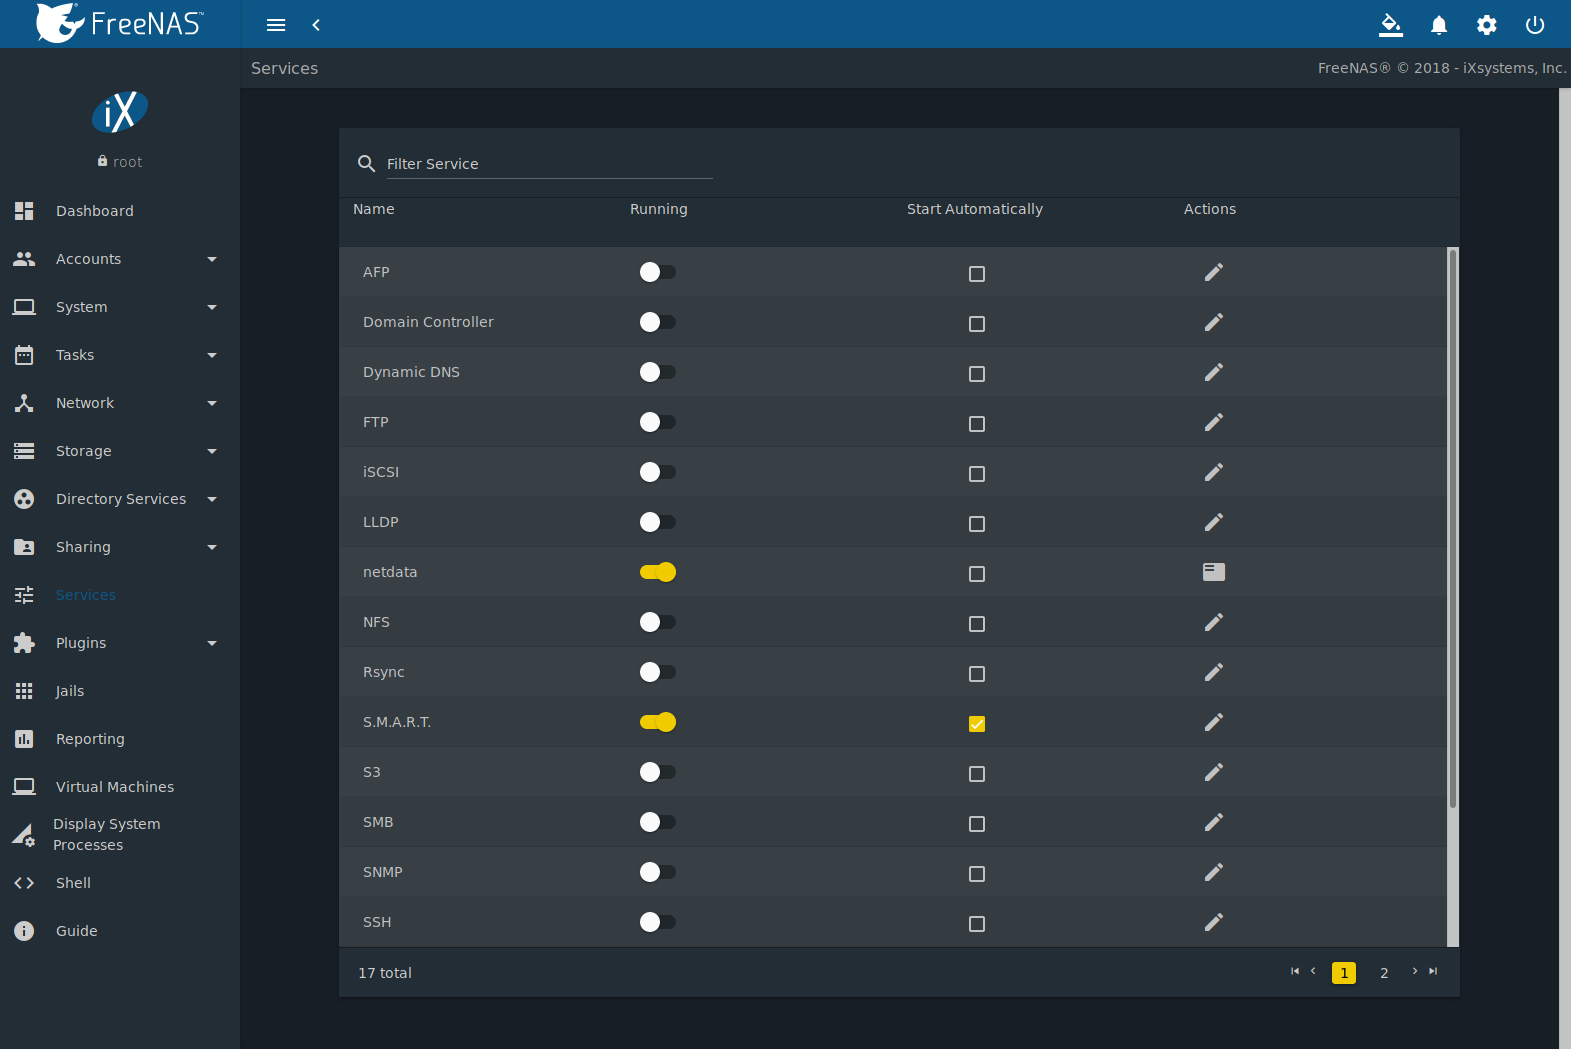 FreeNAS™
Services
FreeNAS® © 2018 - iXsystems, Inc.
iX
root
Dashboard
Accounts
System
Tasks
Network
Storage
Directory Services
Sharing
Services
Plugins
Jails
Reporting
Virtual Machines
Display System
Processes
Shell
Guide
Filter Service
Name Running Start Automatically Actions
AFP
Domain Controller
Dynamic DNS
FTP
iSCSI
LLDP
netdata
NFS
Rsync
S.M.A.R.T.
S3
SMB
SNMP
SSH
17 total 1 2